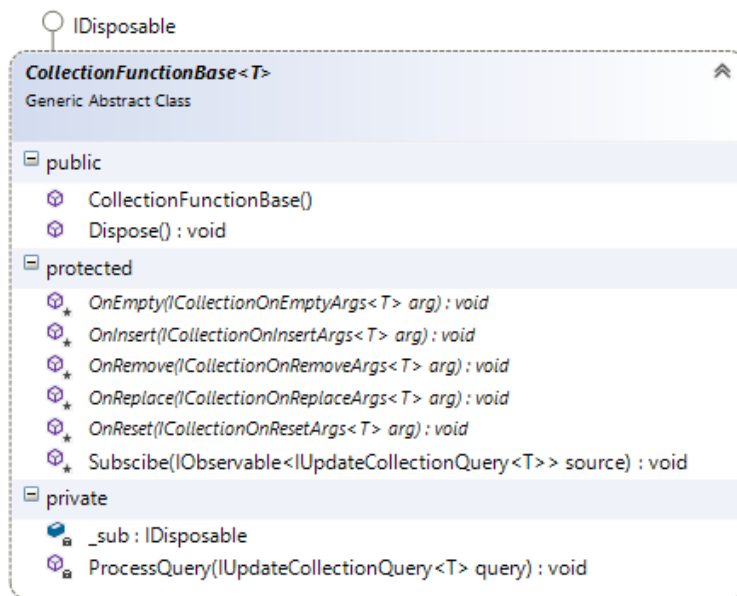 IDisposable
CollectionFunctionBase<T>
Generic Abstract Class
public
CollectionFunctionBase()
Dispose() : void
protected
OnEmpty(ICollectionOnEmptyArgs<T> arg) : void
OnInsert(ICollectionOnInsertArgs<T> arg) : void
OnRemove(ICollectionOnRemoveArgs<T> arg) : void
OnReplace(ICollectionOnReplaceArgs<T> arg) : void
OnReset(ICollectionOnResetArgs<T> arg) : void
Subscibe(IObservable<IUpdateCollectionQuery<T>> source) : void
private
_sub : IDisposable
ProcessQuery(IUpdateCollectionQuery<T> query) : void